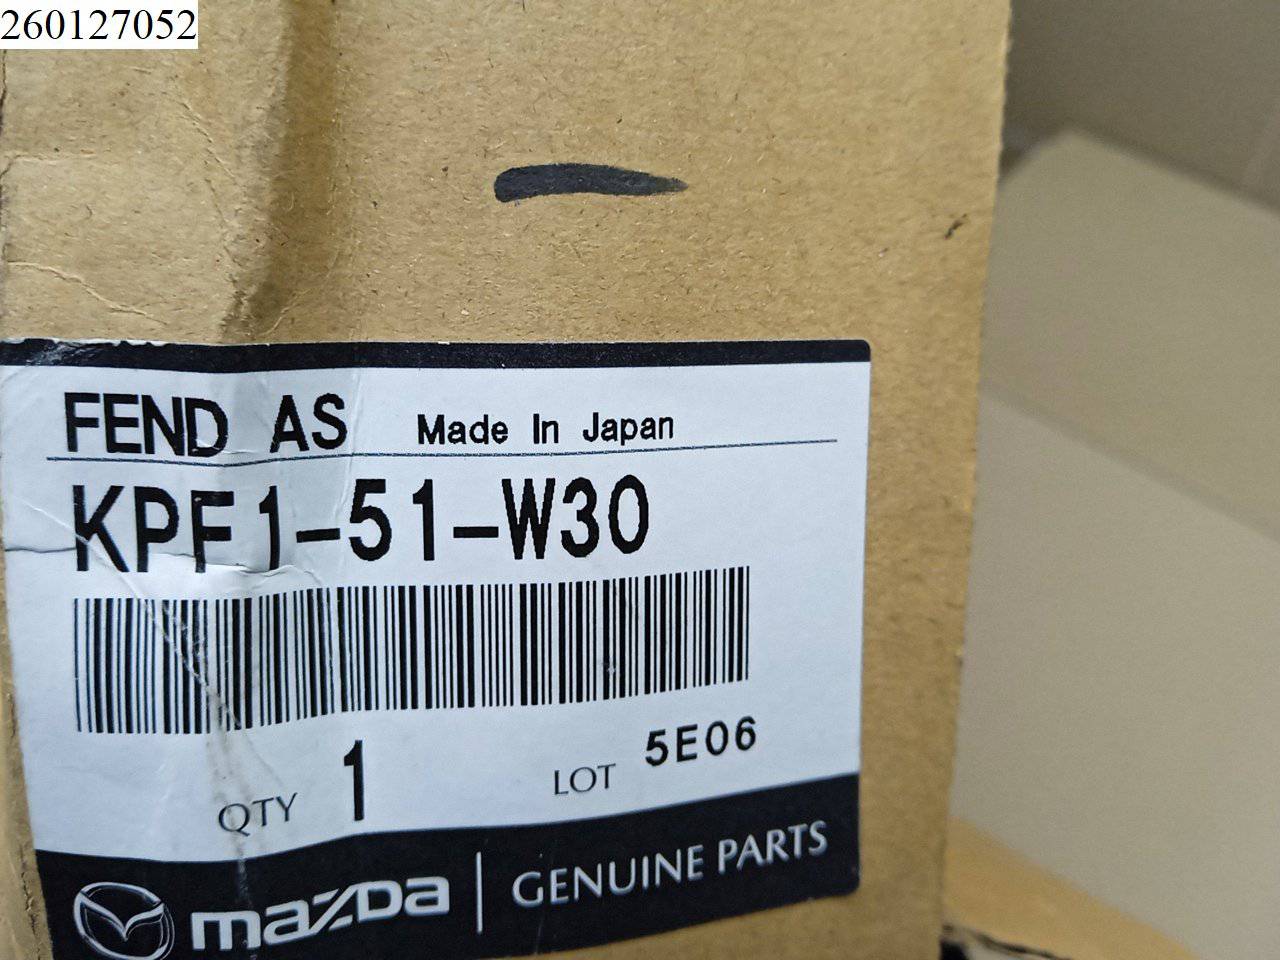 260127052
FEND AS Made In Japan
KPF1-51-W30
QTY 1 LOT 5E06
mazda GENUINE PARTS